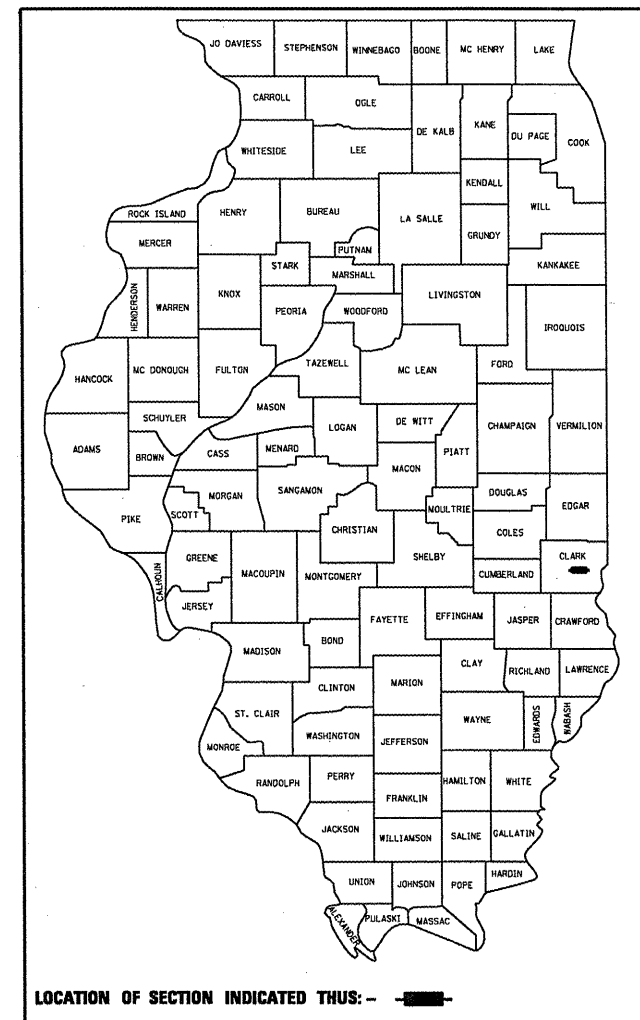 JO DAVIESS STEPHENSON WINNEBAGO BOONE MC HENRY LAKE
CARROLL OGLE
DE KALB KANE DU PAGE COOK
WHITESIDE LEE
KENDALL WILL
ROCK ISLAND HENRY BUREAU LA SALLE
GRUNDY
MERCER PUTNAM
STARK MARSHALL KANKAKEE
HENDERSON WARREN KNOX PEORIA WOODFORD LIVINGSTON
IROQUOIS
HANCOCK MC DONOUGH FULTON TAZEWELL MC LEAN FORD
MASON
SCHUYLER LOGAN DE WITT CHAMPAIGN VERMILION
ADAMS BROWN CASS MENARD PIATT
MACON
MORGAN SANGAMON DOUGLAS
PIKE SCOTT CHRISTIAN MOULTRIE EDGAR
COLES
GREENE SHELBY CLARK
CALHOUN MACOUPIN MONTGOMERY CUMBERLAND
JERSEY
FAYETTE EFFINGHAM JASPER CRAWFORD
MADISON BOND
CLAY RICHLAND LAWRENCE
CLINTON MARION
ST. CLAIR WAYNE EDWARDS WABASH
MONROE WASHINGTON JEFFERSON
RANDOLPH PERRY HAMILTON WHITE
FRANKLIN
JACKSON WILLIAMSON SALINE GALLATIN
UNION JOHNSON POPE HARDIN
ALEXANDER PULASKI MASSAC
LOCATION OF SECTION INDICATED THUS: –